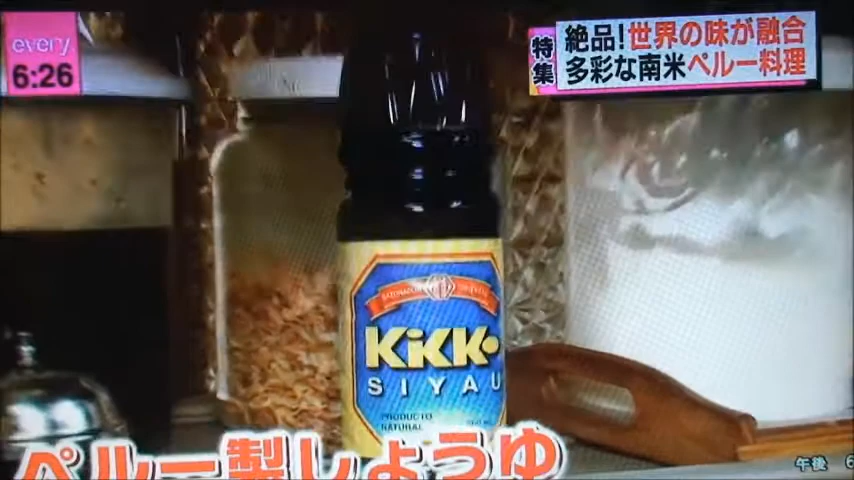 every
6:26
特集
絶品!世界の味が融合
多彩な南米ペルー料理
KiKKO
SIYAU
PRODUCTO
NATURAL
ペルー製しょうゆ
午後 6